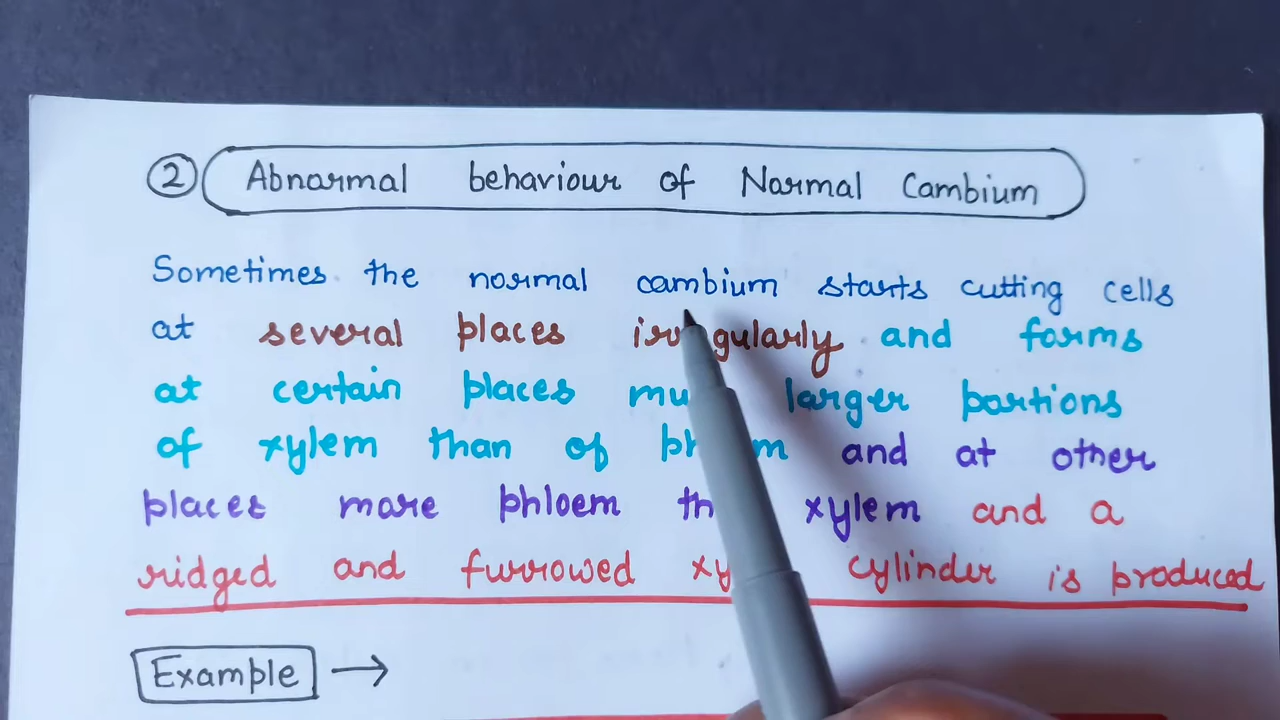 2 Abnormal behaviour of Normal Cambium
Sometimes the normal cambium starts cutting cells
at several places irregularly and forms
at certain places larger portions
of xylem than of phloem and at other
places more phloem xylem and a
ridged and furrowed cylinder is produced
Example →